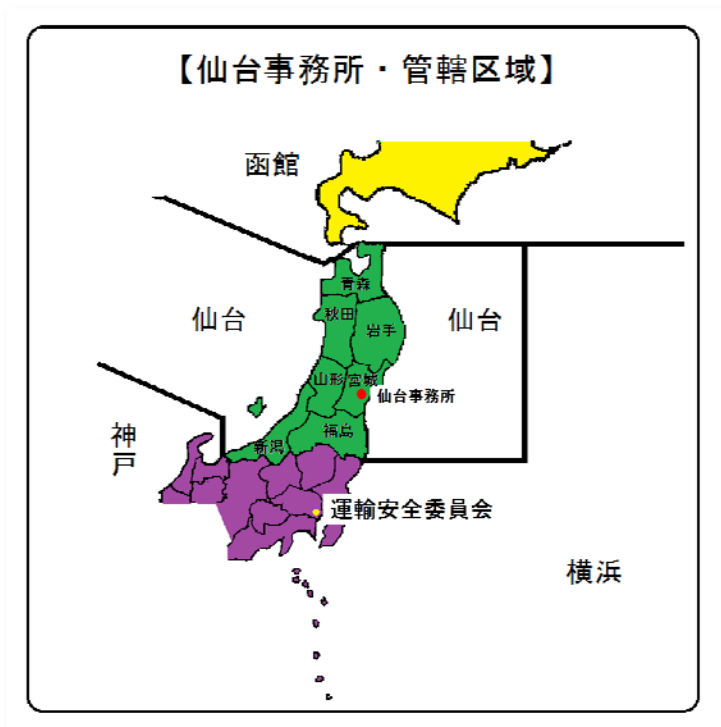 【仙台事務所・管轄区域】
函館
青森
仙台
秋田
岩手
仙台
山形
宮城
仙台事務所
神戸
新潟
福島
運輸安全委員会
横浜